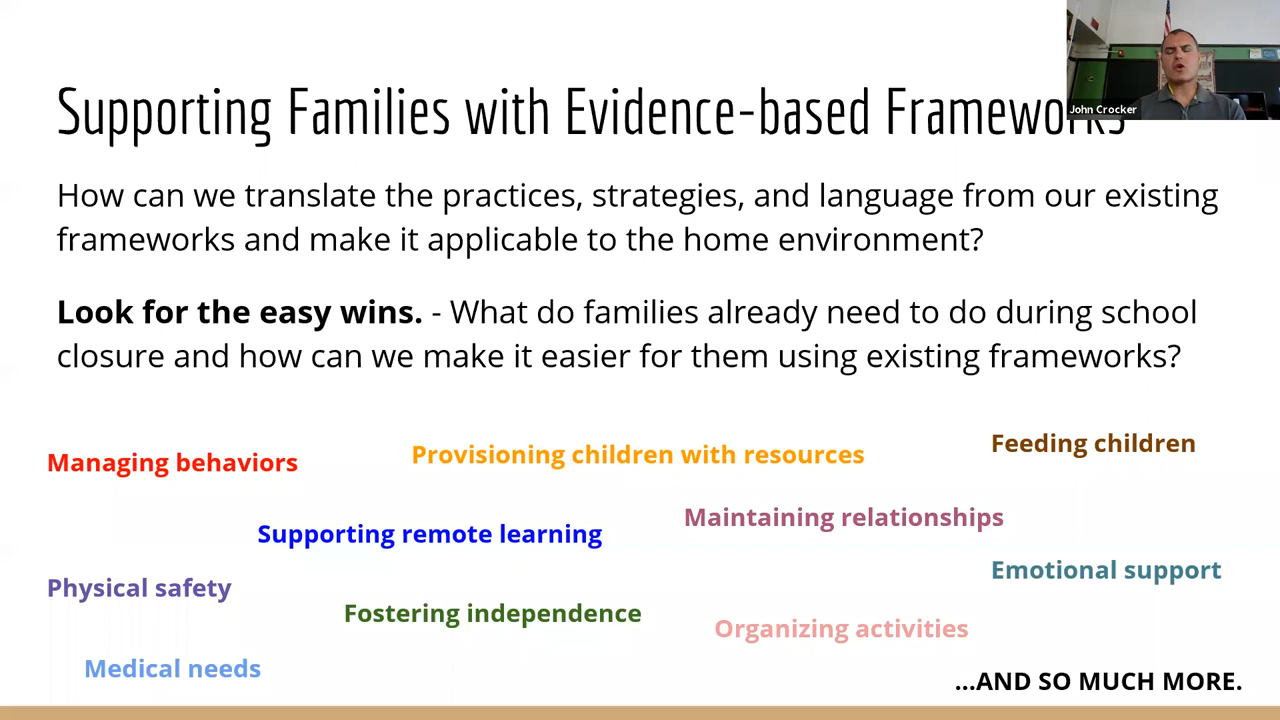 Supporting Families with Evidence-based Frameworks
John Crocker
How can we translate the practices, strategies, and language from our existing
frameworks and make it applicable to the home environment?
Look for the easy wins. - What do families already need to do during school
closure and how can we make it easier for them using existing frameworks?
Managing behaviors
Provisioning children with resources
Feeding children
Supporting remote learning
Maintaining relationships
Physical safety
Emotional support
Fostering independence
Organizing activities
Medical needs
...AND SO MUCH MORE.